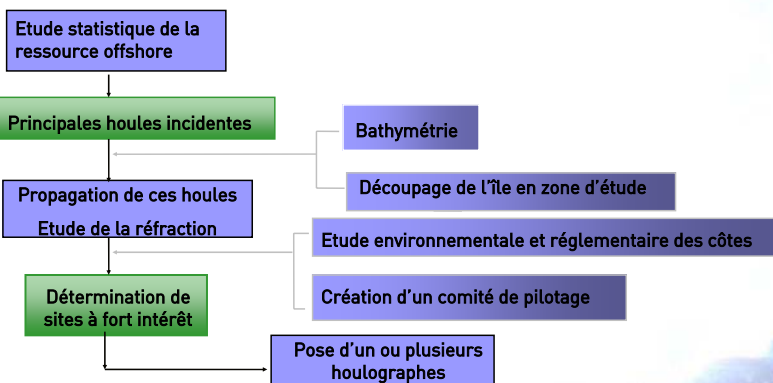 Etude statistique de la
ressource offshore
Principales houles incidentes
Bathymétrie
Découpage de l'île en zone d'étude
Propagation de ces houles
Etude de la réfraction
Etude environnementale et réglementaire des côtes
Création d'un comité de pilotage
Détermination de
sites à fort intérêt
Pose d'un ou plusieurs
houlographes